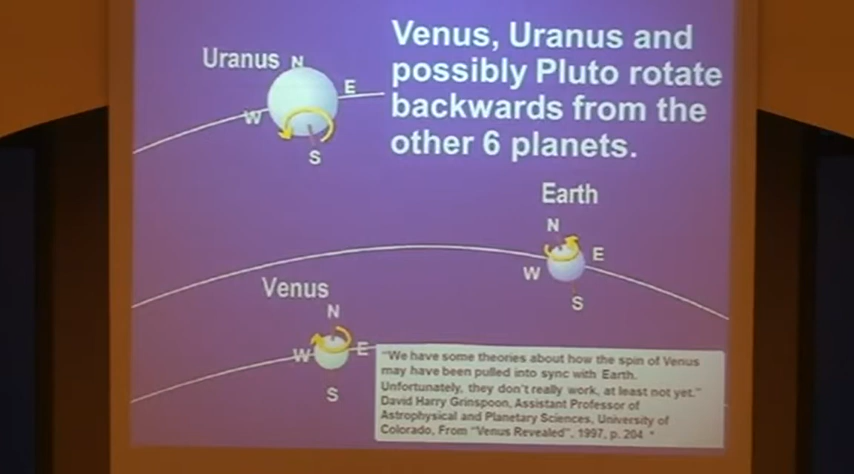 Venus, Uranus and
possibly Pluto rotate
backwards from the
other 6 planets.
Uranus
N
E
W
S
Earth
N
E
W
S
Venus
N
W
E
S
"We have some theories about how the spin of Venus
may have been pulled into sync with Earth.
Unfortunately, they don't really work, at least not yet."
David Harry Grinspoon, Assistant Professor of
Astrophysical and Planetary Sciences, University of
Colorado, From "Venus Revealed", 1997, p. 204